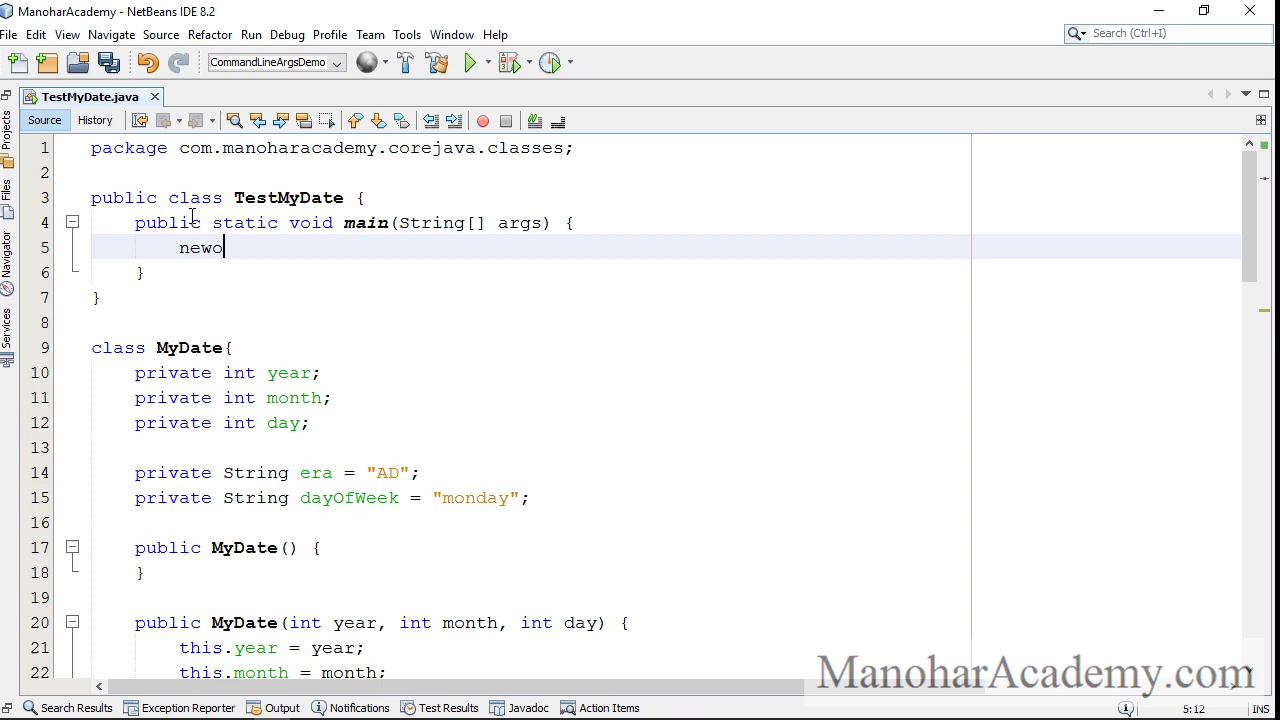 ManoharAcademy - NetBeans IDE 8.2
File Edit View Navigate Source Refactor Run Debug Profile Team Tools Window Help
Search (Ctrl+I)
CommandLineArgsDemo
TestMyDate.java
Source History
Projects
Files
Navigator
Services
1 package com.manoharacademy.corejava.classes;
2
3 public class TestMyDate {
4 public static void main(String[] args) {
5 newo
6 }
7 }
8
9 class MyDate{
10 private int year;
11 private int month;
12 private int day;
13
14 private String era = "AD";
15 private String dayOfWeek = "monday";
16
17 public MyDate() {
18 }
19
20 public MyDate(int year, int month, int day) {
21 this.year = year;
22 this.month = month;
ManoharAcademy.com
Search Results Exception Reporter Output Notifications Test Results Javadoc Action Items 5:12 INS